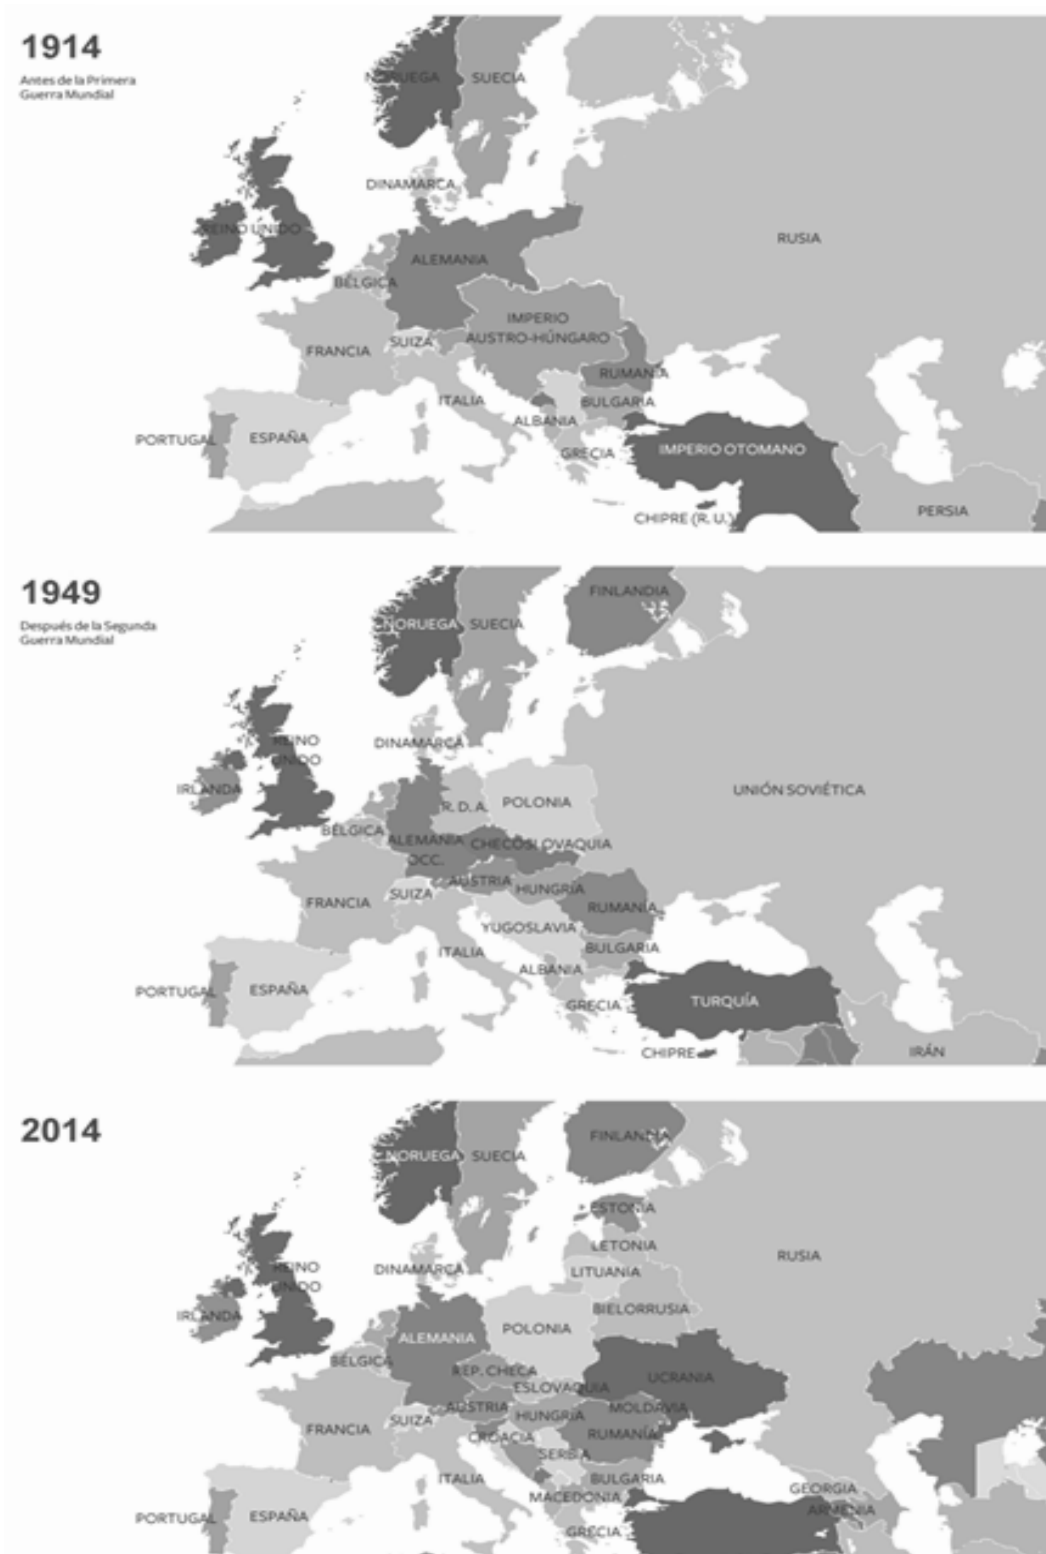 1914
Antes de la Primera
Guerra Mundial
NORUEGA
SUECIA
DINAMARCA
REINO UNIDO
RUSIA
ALEMANIA
BÉLGICA
IMPERIO
AUSTRO-HÚNGARO
SUIZA
FRANCIA
RUMANIA
ITALIA
BULGARIA
ALBANIA
PORTUGAL
ESPAÑA
GRECIA
IMPERIO OTOMANO
PERSIA
CHIPRE (R. U.)
1949
Después de la Segunda
Guerra Mundial
FINLANDIA
NORUEGA
SUECIA
REINO
UNIDO
DINAMARCA
IRLANDA
UNIÓN SOVIÉTICA
R. D. A.
POLONIA
BÉLGICA
ALEMANIA
OCC.
CHECOSLOVAQUIA
AUSTRIA
HUNGRÍA
SUIZA
FRANCIA
RUMANÍA
YUGOSLAVIA
ITALIA
BULGARIA
ALBANIA
PORTUGAL
ESPAÑA
GRECIA
TURQUÍA
CHIPRE
IRÁN
2014
FINLANDIA
NORUEGA
SUECIA
ESTONIA
LETONIA
RUSIA
REINO
UNIDO
DINAMARCA
LITUANIA
IRLANDA
BIELORRUSIA
ALEMANIA
POLONIA
BÉLGICA
REP. CHECA
UCRANIA
ESLOVAQUIA
AUSTRIA
HUNGRÍA
MOLDAVIA
SUIZA
FRANCIA
CROACIA
RUMANÍA
SERBIA
ITALIA
BULGARIA
GEORGIA
MACEDONIA
ARMENIA
PORTUGAL
ESPAÑA
GRECIA